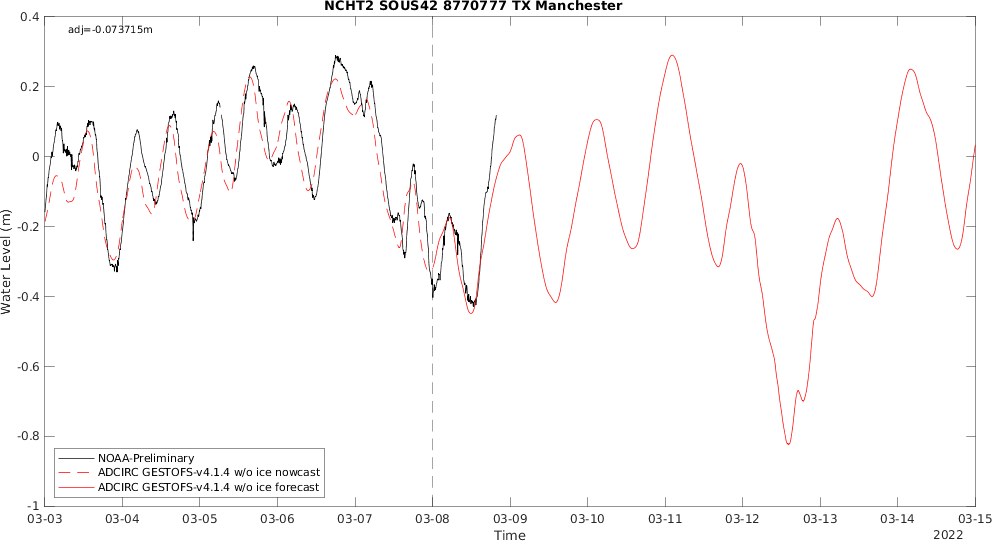 NCHT2 SOUS42 8770777 TX Manchester
adj=-0.073715m
0.4
0.2
0
-0.2
-0.4
-0.6
-0.8
-1
Water Level (m)
NOAA-Preliminary
ADCIRC GESTOFS-v4.1.4 w/o ice nowcast
ADCIRC GESTOFS-v4.1.4 w/o ice forecast
03-03 03-04 03-05 03-06 03-07 03-08 03-09 03-10 03-11 03-12 03-13 03-14 03-15
Time
2022